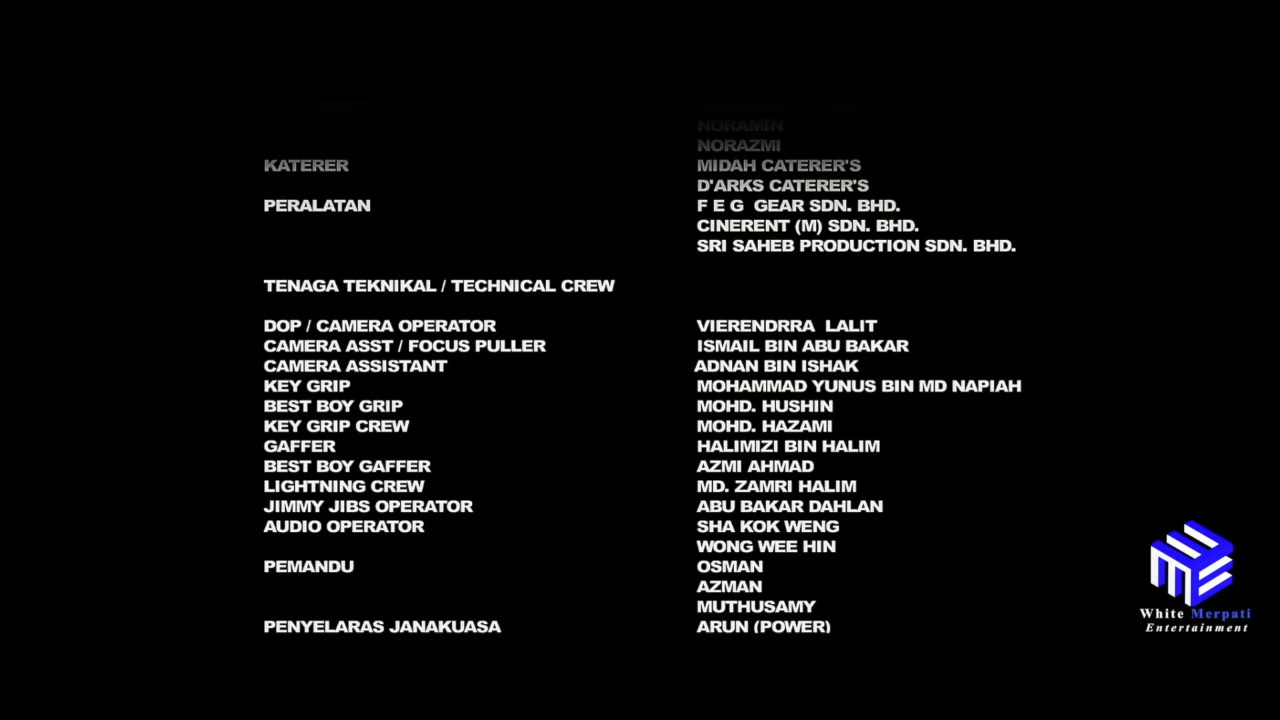 NORAMIN
NORAZMI
KATERER MIDAH CATERER'S
D'ARKS CATERER'S
PERALATAN F E G GEAR SDN. BHD.
CINERENT (M) SDN. BHD.
SRI SAHEB PRODUCTION SDN. BHD.
TENAGA TEKNIKAL / TECHNICAL CREW
DOP / CAMERA OPERATOR VIERENDRRA LALIT
CAMERA ASST / FOCUS PULLER ISMAIL BIN ABU BAKAR
CAMERA ASSISTANT ADNAN BIN ISHAK
KEY GRIP MOHAMMAD YUNUS BIN MD NAPIAH
BEST BOY GRIP MOHD. HUSHIN
KEY GRIP CREW MOHD. HAZAMI
GAFFER HALIMIZI BIN HALIM
BEST BOY GAFFER AZMI AHMAD
LIGHTNING CREW MD. ZAMRI HALIM
JIMMY JIBS OPERATOR ABU BAKAR DAHLAN
AUDIO OPERATOR SHA KOK WENG
WONG WEE HIN
PEMANDU OSMAN
AZMAN
MUTHUSAMY
PENYELARAS JANAKUASA ARUN (POWER)
White Merpati
Entertainment